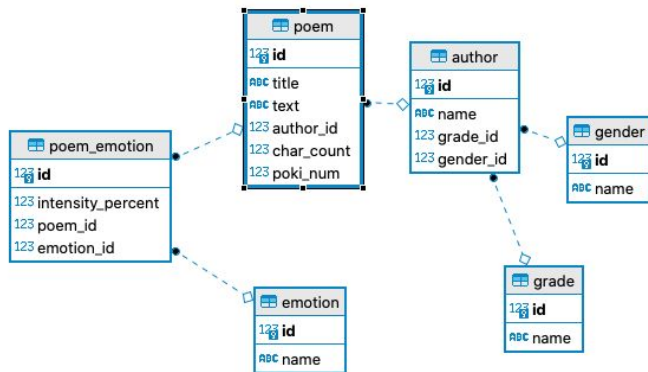 poem
123 id
ABC title
ABC text
123 author_id
123 char_count
123 poki_num
author
123 id
ABC name
123 grade_id
123 gender_id
gender
123 id
ABC name
poem_emotion
123 id
123 intensity_percent
123 poem_id
123 emotion_id
emotion
123 id
ABC name
grade
123 id
ABC name